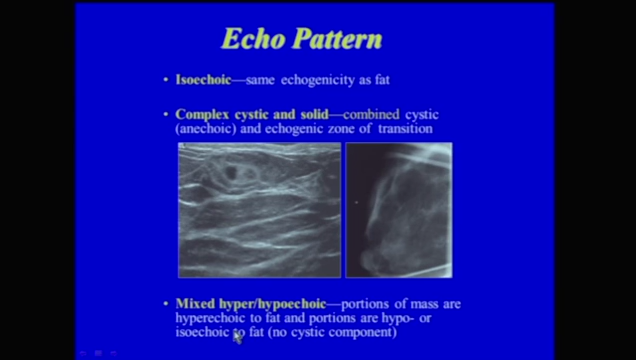 Echo Pattern
• Isoechoic—same echogenicity as fat
• Complex cystic and solid—combined cystic
(anechoic) and echogenic zone of transition
• Mixed hyper/hypoechoic—portions of mass are
hyperechoic to fat and portions are hypo- or
isoechoic to fat (no cystic component)